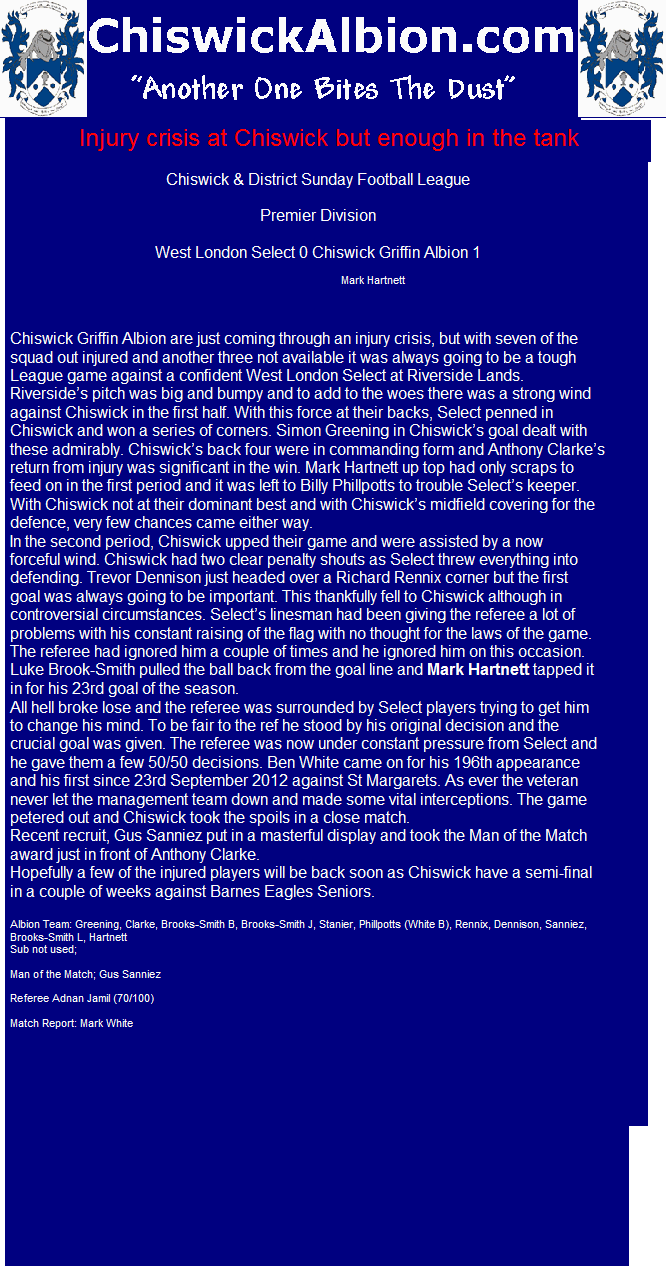 ChiswickAlbion.com
"Another One Bites The Dust"
Injury crisis at Chiswick but enough in the tank
Chiswick & District Sunday Football League
Premier Division
West London Select 0 Chiswick Griffin Albion 1
Mark Hartnett
Chiswick Griffin Albion are just coming through an injury crisis, but with seven of the
squad out injured and another three not available it was always going to be a tough
League game against a confident West London Select at Riverside Lands.
Riverside's pitch was big and bumpy and to add to the woes there was a strong wind
against Chiswick in the first half. With this force at their backs, Select penned in
Chiswick and won a series of corners. Simon Greening in Chiswick's goal dealt with
these admirably. Chiswick's back four were in commanding form and Anthony Clarke's
return from injury was significant in the win. Mark Hartnett up top had only scraps to
feed on in the first period and it was left to Billy Phillpotts to trouble Select's keeper.
With Chiswick not at their dominant best and with Chiswick's midfield covering for the
defence, very few chances came either way.
In the second period, Chiswick upped their game and were assisted by a now
forceful wind. Chiswick had two clear penalty shouts as Select threw everything into
defending. Trevor Dennison just headed over a Richard Rennix corner but the first
goal was always going to be important. This thankfully fell to Chiswick although in
controversial circumstances. Select's linesman had been giving the referee a lot of
problems with his constant raising of the flag with no thought for the laws of the game.
The referee had ignored him a couple of times and he ignored him on this occasion.
Luke Brook-Smith pulled the ball back from the goal line and Mark Hartnett tapped it
in for his 23rd goal of the season.
All hell broke lose and the referee was surrounded by Select players trying to get him
to change his mind. To be fair to the ref he stood by his original decision and the
crucial goal was given. The referee was now under constant pressure from Select and
he gave them a few 50/50 decisions. Ben White came on for his 196th appearance
and his first since 23rd September 2012 against St Margarets. As ever the veteran
never let the management team down and made some vital interceptions. The game
petered out and Chiswick took the spoils in a close match.
Recent recruit, Gus Sanniez put in a masterful display and took the Man of the Match
award just in front of Anthony Clarke.
Hopefully a few of the injured players will be back soon as Chiswick have a semi-final
in a couple of weeks against Barnes Eagles Seniors.
Albion Team: Greening, Clarke, Brooks-Smith B, Brooks-Smith J, Stanier, Phillpotts (White B), Rennix, Dennison, Sanniez,
Brooks-Smith L, Hartnett
Sub not used;
Man of the Match; Gus Sanniez
Referee Adnan Jamil (70/100)
Match Report: Mark White